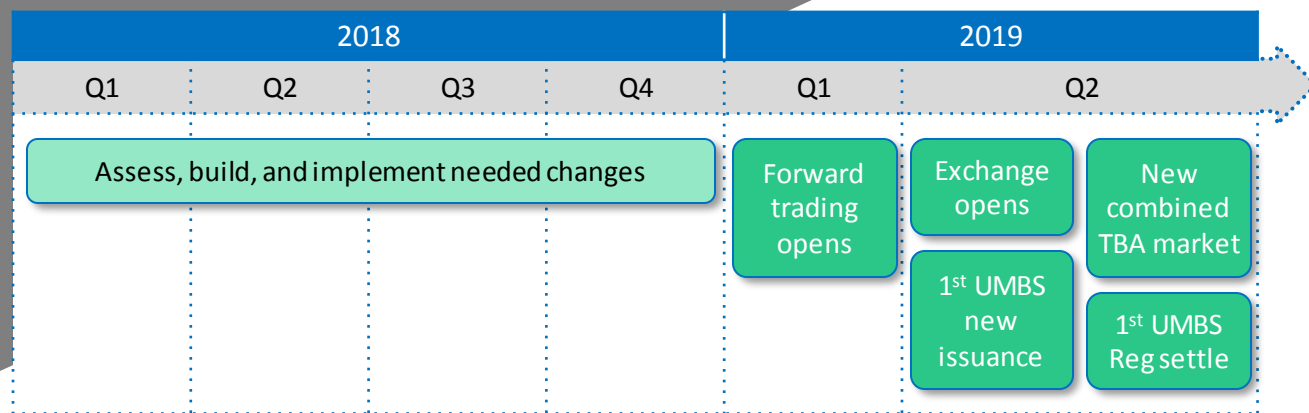 2018
2019
Q1
Q2
Q3
Q4
Q1
Q2
Assess, build, and implement needed changes
Forward
trading
opens
Exchange
opens
New
combined
TBA market
1st UMBS
new
issuance
1st UMBS
Reg settle